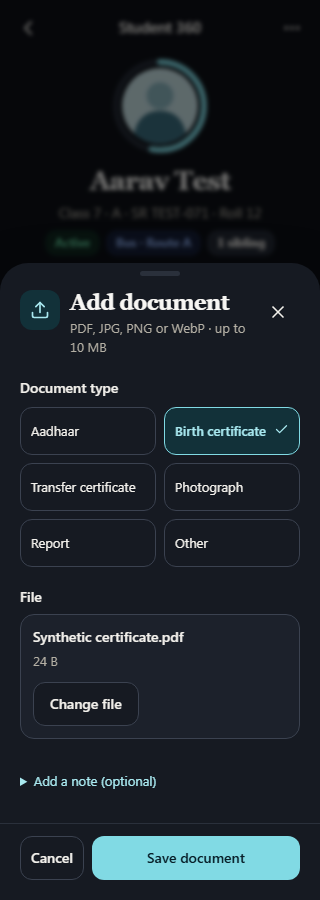 Student 360
Aarav Test
Class 7 · A · SR TEST-071 · Roll 12
Active
Bus · Route A
1 sibling
Add document
PDF, JPG, PNG or WebP · up to
10 MB
Document type
Aadhaar
Birth certificate
Transfer certificate
Photograph
Report
Other
File
Synthetic certificate.pdf
24 B
Change file
Add a note (optional)
Cancel
Save document